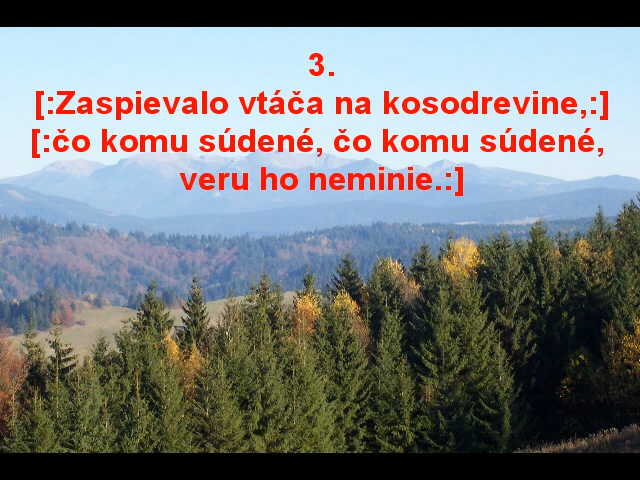 3.
[:Zaspievalo vtáča na kosodrevine,:]
[:čo komu súdené, čo komu súdené,
veru ho neminie.:]